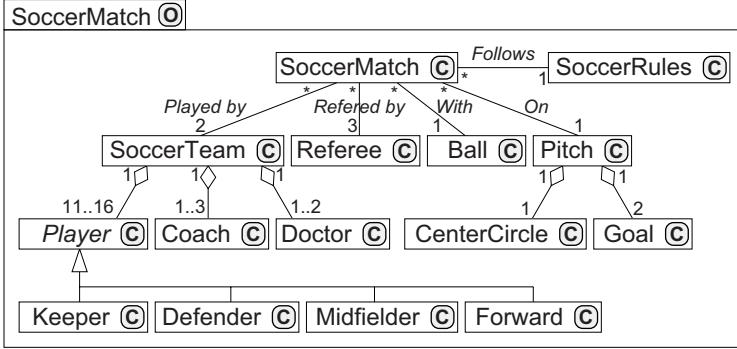 SoccerMatch O
SoccerMatch C Follows SoccerRules C
* 1
* * * *
Played by Refered by With On
2 3 1 1
SoccerTeam C Referee C Ball C Pitch C
1 1 1 1 1
11..16 1..3 1..2 1 2
Player C Coach C Doctor C CenterCircle C Goal C
Keeper C Defender C Midfielder C Forward C